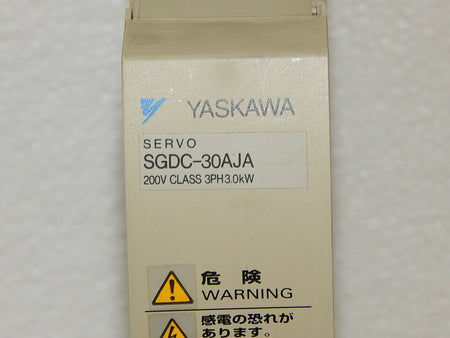 YASKAWA
SERVO
SGDC-30AJA
200V CLASS 3PH3.0kW
危険
WARNING
感電の恐れが
あります。